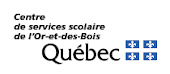 Centre
de services scolaire
de l'Or-et-des-Bois
Québec